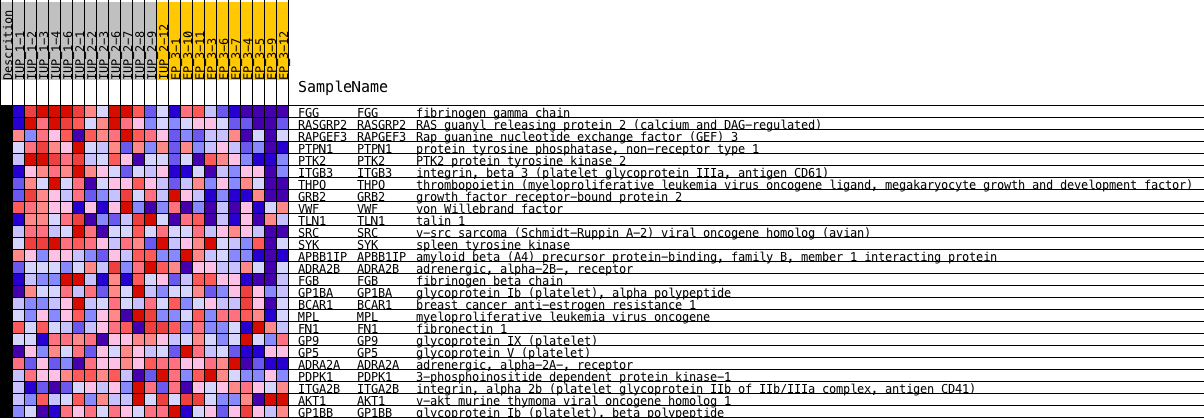 Descrition
IUP_1-1
IUP_1-2
IUP_1-3
IUP_1-4
IUP_1-6
IUP_2-1
IUP_2-2
IUP_2-3
IUP_2-6
IUP_2-7
IUP_2-8
IUP_2-9
IUP_2-12
EP_3-1
EP_3-10
EP_3-11
EP_3-3
EP_3-6
EP_3-7
EP_3-4
EP_3-5
EP_3-9
EP_3-12
SampleName
FGG FGG fibrinogen gamma chain
RASGRP2 RASGRP2 RAS guanyl releasing protein 2 (calcium and DAG-regulated)
RAPGEF3 RAPGEF3 Rap guanine nucleotide exchange factor (GEF) 3
PTPN1 PTPN1 protein tyrosine phosphatase, non-receptor type 1
PTK2 PTK2 PTK2 protein tyrosine kinase 2
ITGB3 ITGB3 integrin, beta 3 (platelet glycoprotein IIIa, antigen CD61)
THPO THPO thrombopoietin (myeloproliferative leukemia virus oncogene ligand, megakaryocyte growth and development factor)
GRB2 GRB2 growth factor receptor-bound protein 2
VWF VWF von Willebrand factor
TLN1 TLN1 talin 1
SRC SRC v-src sarcoma (Schmidt-Ruppin A-2) viral oncogene homolog (avian)
SYK SYK spleen tyrosine kinase
APBB1IP APBB1IP amyloid beta (A4) precursor protein-binding, family B, member 1 interacting protein
ADRA2B ADRA2B adrenergic, alpha-2B-, receptor
FGB FGB fibrinogen beta chain
GP1BA GP1BA glycoprotein Ib (platelet), alpha polypeptide
BCAR1 BCAR1 breast cancer anti-estrogen resistance 1
MPL MPL myeloproliferative leukemia virus oncogene
FN1 FN1 fibronectin 1
GP9 GP9 glycoprotein IX (platelet)
GP5 GP5 glycoprotein V (platelet)
ADRA2A ADRA2A adrenergic, alpha-2A-, receptor
PDPK1 PDPK1 3-phosphoinositide dependent protein kinase-1
ITGA2B ITGA2B integrin, alpha 2b (platelet glycoprotein IIb of IIb/IIIa complex, antigen CD41)
AKT1 AKT1 v-akt murine thymoma viral oncogene homolog 1
GP1BB GP1BB glycoprotein Ib (platelet), beta polypeptide